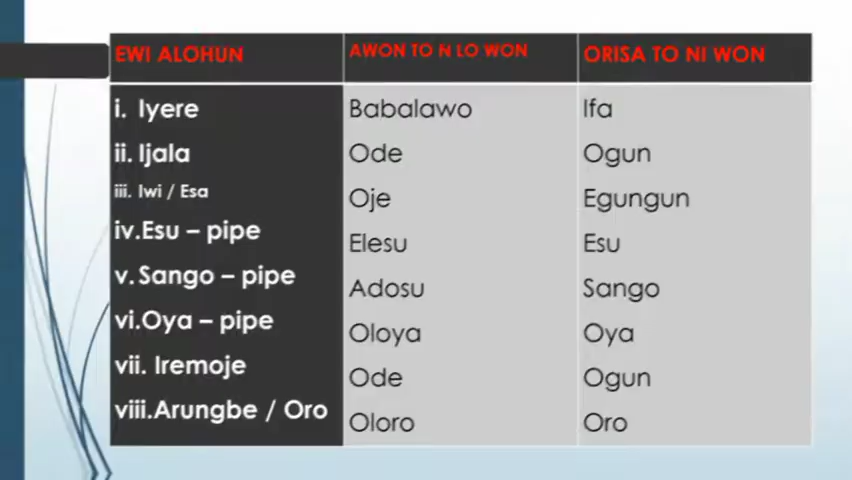 EWI ALOHUN AWON TO N LO WON ORISA TO NI WON
i. Iyere Babalawo Ifa
ii. Ijala Ode Ogun
iii. Iwi / Esa Oje Egungun
iv.Esu – pipe Elesu Esu
v. Sango – pipe Adosu Sango
vi.Oya – pipe Oloya Oya
vii. Iremoje Ode Ogun
viii.Arungbe / Oro Oloro Oro